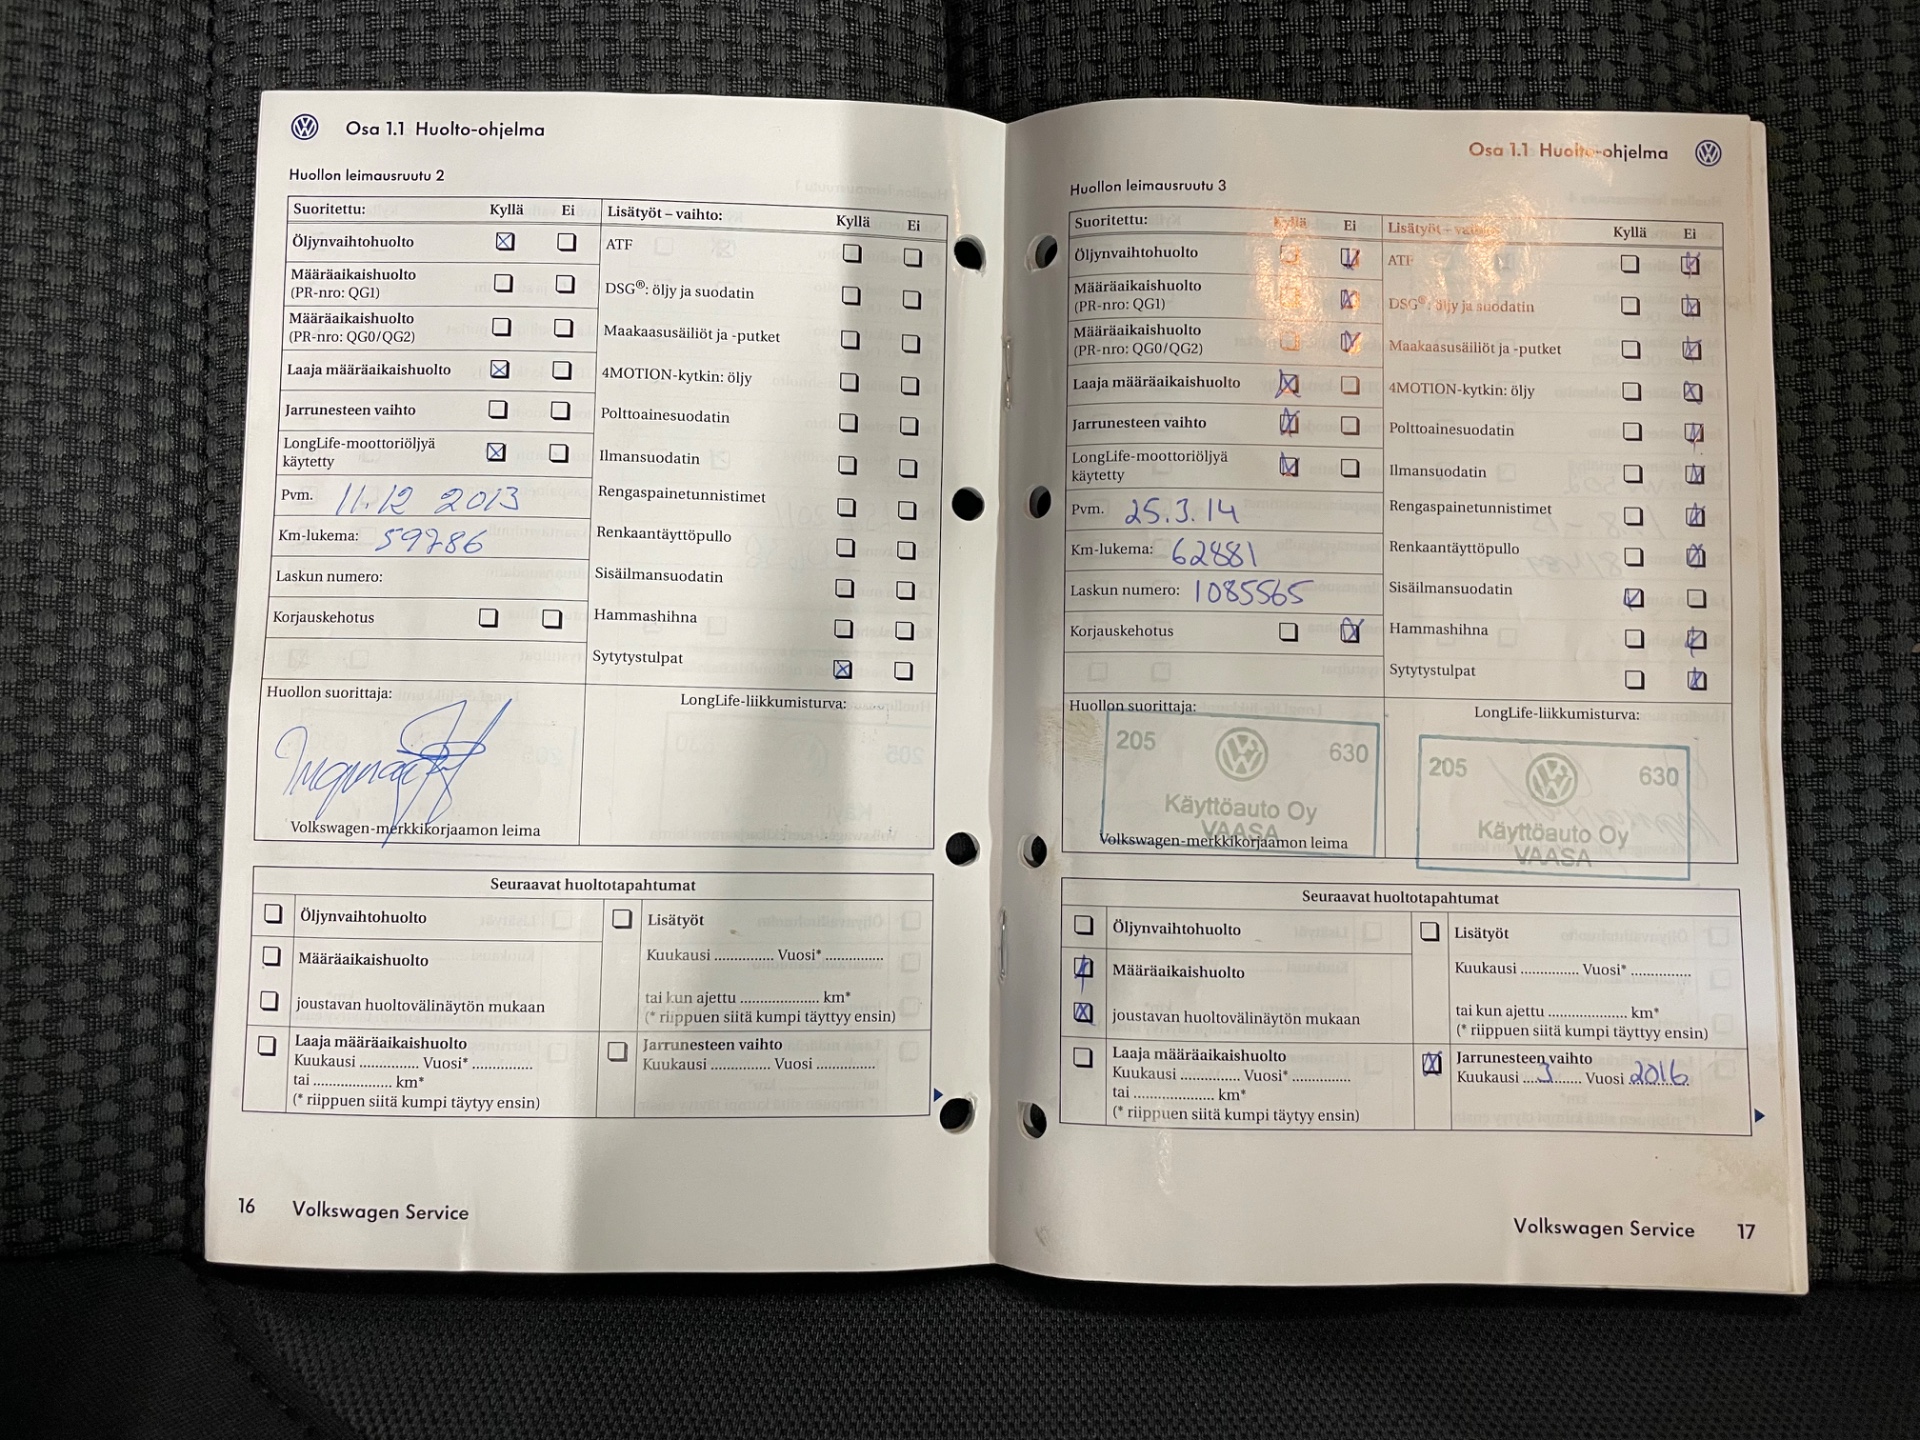 Osa 1.1 Huolto-ohjelma
Huollon leimausruutu 2
Suoritettu: Kyllä Ei
Öljynvaihtohuolto
Määräaikaishuolto
(PR-nro: QG1)
Määräaikaishuolto
(PR-nro: QG0/QG2)
Laaja määräaikaishuolto
Jarrunesteen vaihto
LongLife-moottoriöljyä
käytetty
Pvm. 11.12 2013
Km-lukema: 59786
Laskun numero:
Korjauskehotus
Lisätyöt – vaihto: Kyllä Ei
ATF
DSG®: öljy ja suodatin
Maakaasusäiliöt ja -putket
4MOTION-kytkin: öljy
Polttoainesuodatin
Ilmansuodatin
Rengaspainetunnistimet
Renkaantäyttöpullo
Sisäilmansuodatin
Hammashihna
Sytytystulpat
Huollon suorittaja:
Volkswagen-merkkikorjaamon leima
LongLife-liikkumisturva:
Seuraavat huoltotapahtumat
Öljynvaihtohuolto
Määräaikaishuolto
joustavan huoltovälinäytön mukaan
Laaja määräaikaishuolto
Kuukausi ............ Vuosi* ................
tai ..................... km*
(* riippuen siitä kumpi täytyy ensin)
Lisätyöt
Kuukausi ............... Vuosi* ...............
tai kun ajettu .................... km*
(* riippuen siitä kumpi täyttyy ensin)
Jarrunesteen vaihto
Kuukausi ............... Vuosi ...............
16 Volkswagen Service
Osa 1.1 Huolto-ohjelma
Huollon leimausruutu 3
Suoritettu: Kyllä Ei
Öljynvaihtohuolto
Määräaikaishuolto
(PR-nro: QG1)
Määräaikaishuolto
(PR-nro: QG0/QG2)
Laaja määräaikaishuolto
Jarrunesteen vaihto
LongLife-moottoriöljyä
käytetty
Pvm. 25.3.14
Km-lukema: 62881
Laskun numero: 1085565
Korjauskehotus
Lisätyöt – vaihto: Kyllä Ei
ATF
DSG®: öljy ja suodatin
Maakaasusäiliöt ja -putket
4MOTION-kytkin: öljy
Polttoainesuodatin
Ilmansuodatin
Rengaspainetunnistimet
Renkaantäyttöpullo
Sisäilmansuodatin
Hammashihna
Sytytystulpat
Huollon suorittaja:
205 630
Käyttöauto Oy
VAASA
Volkswagen-merkkikorjaamon leima
LongLife-liikkumisturva:
205 630
Käyttöauto Oy
VAASA
Seuraavat huoltotapahtumat
Öljynvaihtohuolto
Määräaikaishuolto
joustavan huoltovälinäytön mukaan
Laaja määräaikaishuolto
Kuukausi ............... Vuosi* ...............
tai ..................... km*
(* riippuen siitä kumpi täytyy ensin)
Lisätyöt
Kuukausi ............... Vuosi* ...............
tai kun ajettu .................... km*
(* riippuen siitä kumpi täyttyy ensin)
Jarrunesteen vaihto
Kuukausi ....3........ Vuosi 2016
Volkswagen Service 17